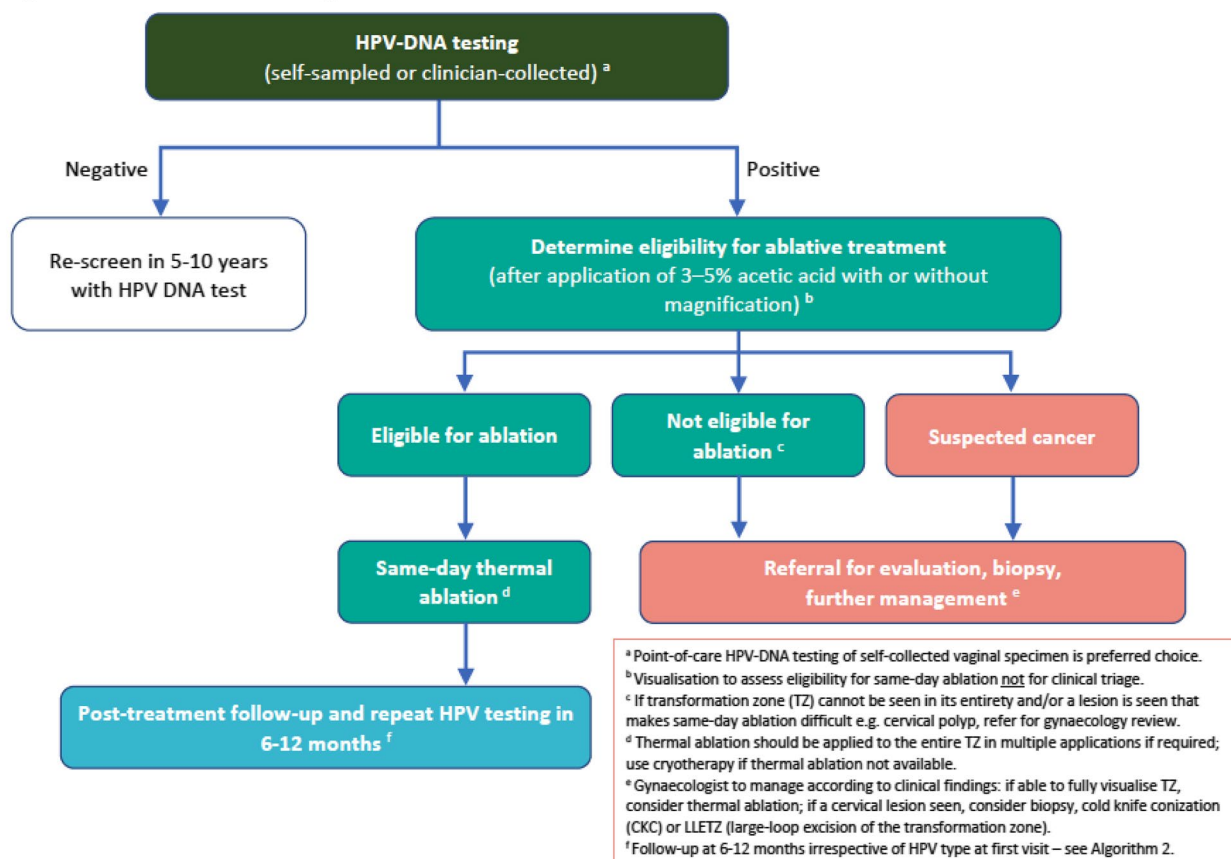 HPV-DNA testing
(self-sampled or clinician-collected) ᵃ
Negative
Positive
Re-screen in 5-10 years
with HPV DNA test
Determine eligibility for ablative treatment
(after application of 3–5% acetic acid with or without
magnification) ᵇ
Eligible for ablation
Not eligible for
ablation ᶜ
Suspected cancer
Same-day thermal
ablation ᵈ
Referral for evaluation, biopsy,
further management ᵉ
Post-treatment follow-up and repeat HPV testing in
6-12 months ᶠ
ᵃ Point-of-care HPV-DNA testing of self-collected vaginal specimen is preferred choice.
ᵇ Visualisation to assess eligibility for same-day ablation not for clinical triage.
ᶜ If transformation zone (TZ) cannot be seen in its entirety and/or a lesion is seen that
makes same-day ablation difficult e.g. cervical polyp, refer for gynaecology review.
ᵈ Thermal ablation should be applied to the entire TZ in multiple applications if required;
use cryotherapy if thermal ablation not available.
ᵉ Gynaecologist to manage according to clinical findings: if able to fully visualise TZ,
consider thermal ablation; if a cervical lesion seen, consider biopsy, cold knife conization
(CKC) or LLETZ (large-loop excision of the transformation zone).
ᶠ Follow-up at 6-12 months irrespective of HPV type at first visit – see Algorithm 2.